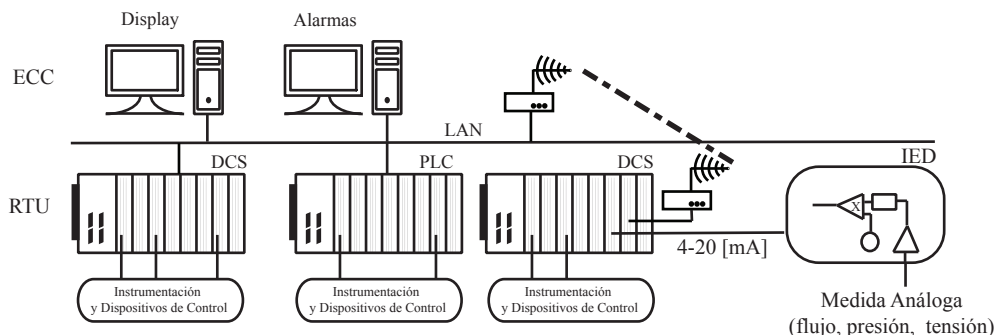 Display
Alarmas
ECC
LAN
DCS
PLC
DCS
IED
RTU
X
4-20 [mA]
Instrumentación
y Dispositivos de Control
Instrumentación
y Dispositivos de Control
Instrumentación
y Dispositivos de Control
Medida Análoga
(flujo, presión, tensión)